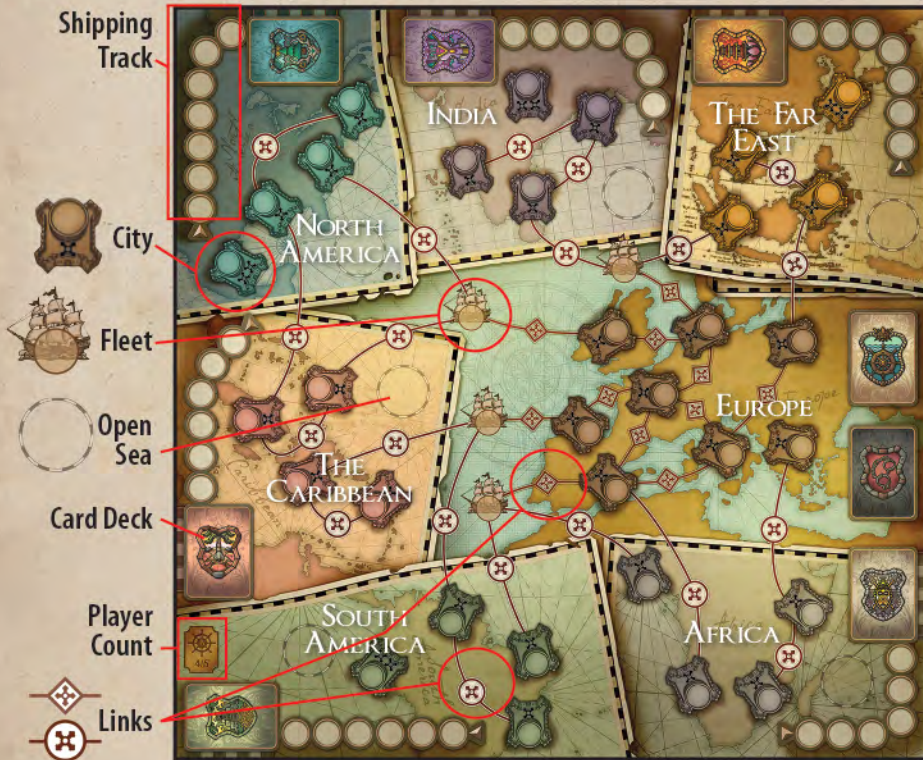 Shipping
Track
INDIA
THE FAR
EAST
City
NORTH
AMERICA
Fleet
EUROPE
Open
Sea
THE
CARIBBEAN
Card Deck
Player
Count
4/5
SOUTH
AMERICA
AFRICA
Links